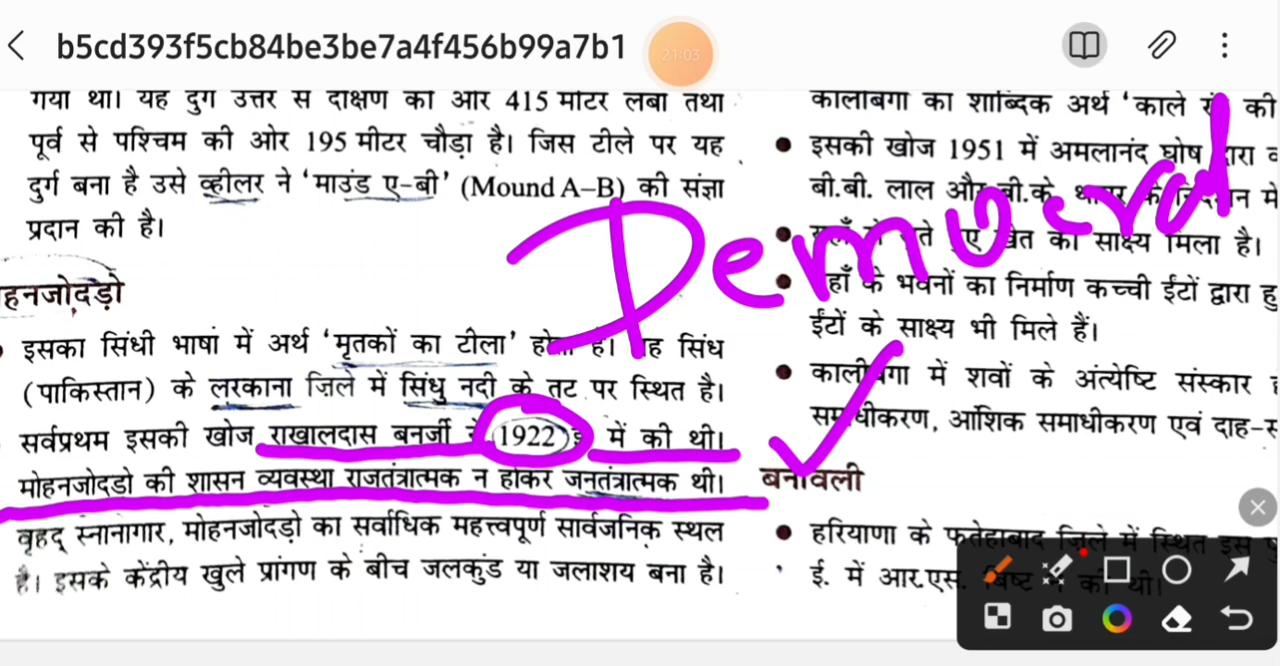 b5cd393f5cb84be3be7a4f456b99a7b1
21:03
गया था। यह दुर्ग उत्तर से दक्षिण की ओर 415 मीटर लंबा तथा
पूर्व से पश्चिम की ओर 195 मीटर चौड़ा है। जिस टीले पर यह
दुर्ग बना है उसे व्हीलर ने ‘माउंड ए-बी’ (Mound A–B) की संज्ञा
प्रदान की है।
हनजोदड़ो
इसका सिंधी भाषा में अर्थ ‘मृतकों का टीला’ है। यह सिंध
(पाकिस्तान) के लरकाना ज़िले में सिंधु नदी के तट पर स्थित है।
सर्वप्रथम इसकी खोज राखालदास बनर्जी ने 1922 ई. में की थी।
मोहनजोदडो की शासन व्यवस्था राजतंत्रात्मक न होकर जनतंत्रात्मक थी।
वृहद् स्नानागार, मोहनजोदड़ो का सर्वाधिक महत्त्वपूर्ण सार्वजनिक स्थल
है। इसके केंद्रीय खुले प्रांगण के बीच जलकुंड या जलाशय बना है।
कालीबंगा का शाब्दिक अर्थ ‘काले की
• इसकी खोज 1951 में अमलानंद घोष द्वारा
बी.बी. लाल और बी.के. थापर के निर्देशन मे
• खेत का साक्ष्य मिला है।
• यहाँ के भवनों का निर्माण कच्ची ईंटों द्वारा हु
ईंटों के साक्ष्य भी मिले हैं।
• कालीबंगा में शवों के अंत्येष्टि संस्कार ह
समाधीकरण, आंशिक समाधीकरण एवं दाह-स
बनावली
• हरियाणा के फतेहाबाद ज़िले में स्थित इस पु
ई. में आर.एस. बिष्ट ने की थी।